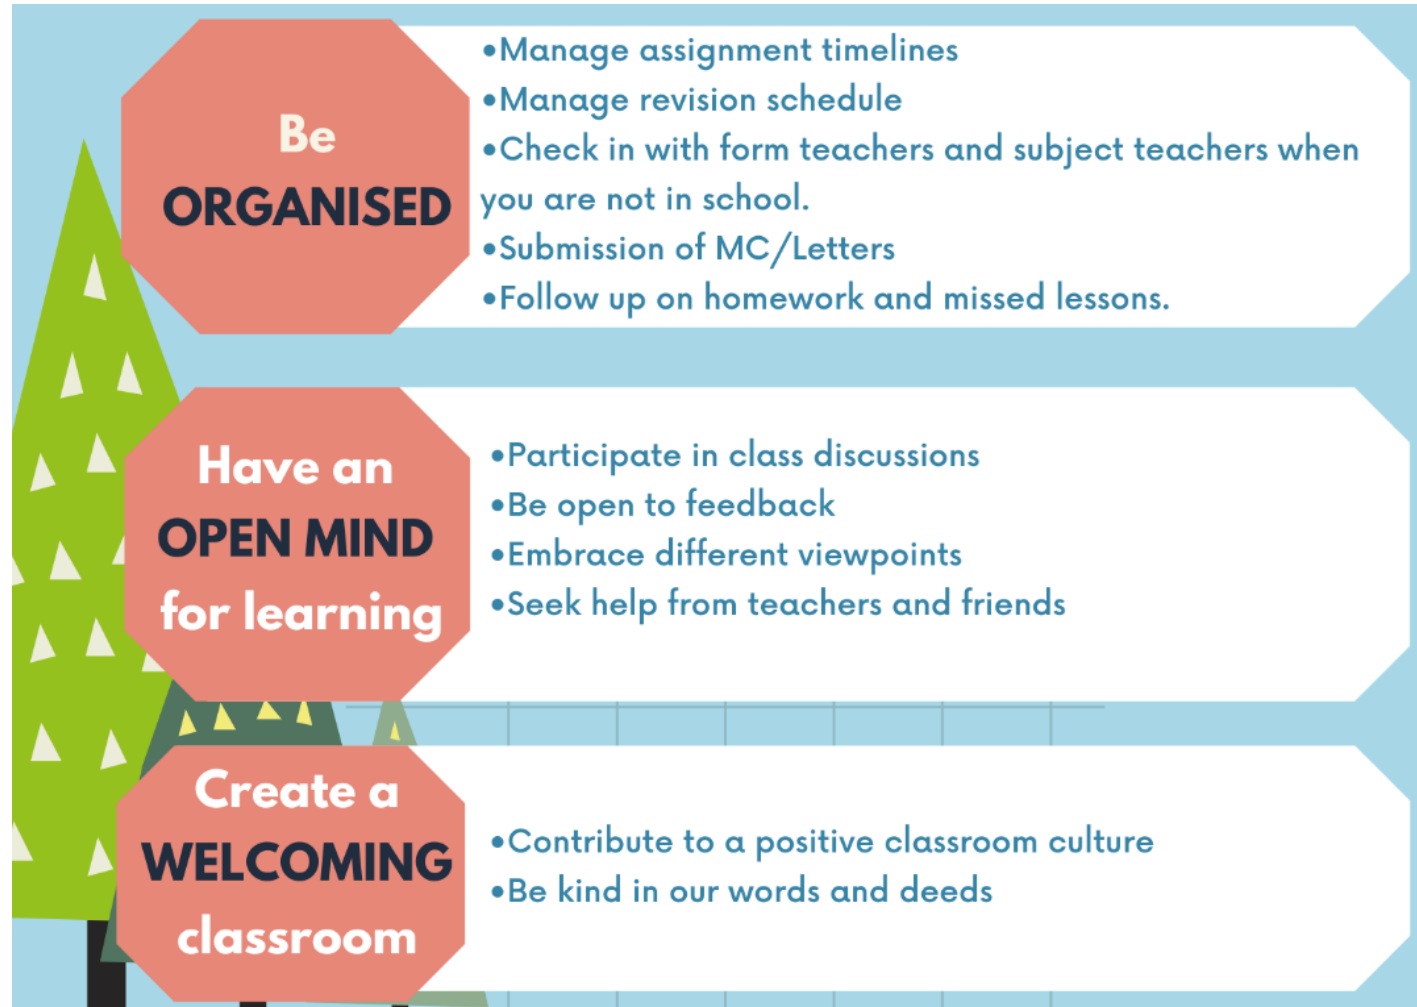 Be
ORGANISED
•Manage assignment timelines
•Manage revision schedule
•Check in with form teachers and subject teachers when
you are not in school.
•Submission of MC/Letters
•Follow up on homework and missed lessons.
Have an
OPEN MIND
for learning
•Participate in class discussions
•Be open to feedback
•Embrace different viewpoints
•Seek help from teachers and friends
Create a
WELCOMING
classroom
•Contribute to a positive classroom culture
•Be kind in our words and deeds